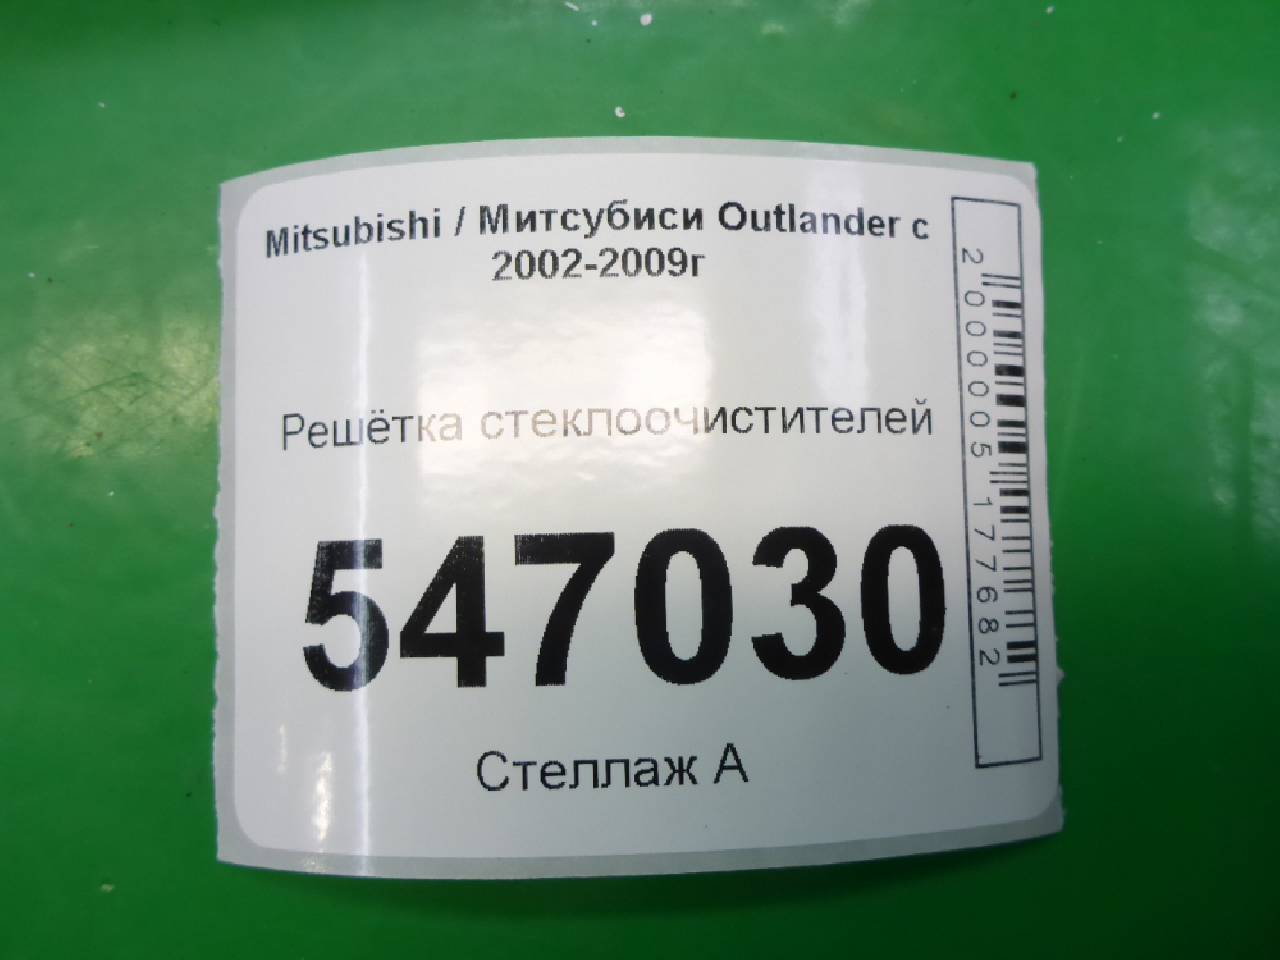 Mitsubishi / Митсубиси Outlander с
2002-2009г
Решётка стеклоочистителей
547030
Стеллаж А
2000005177682